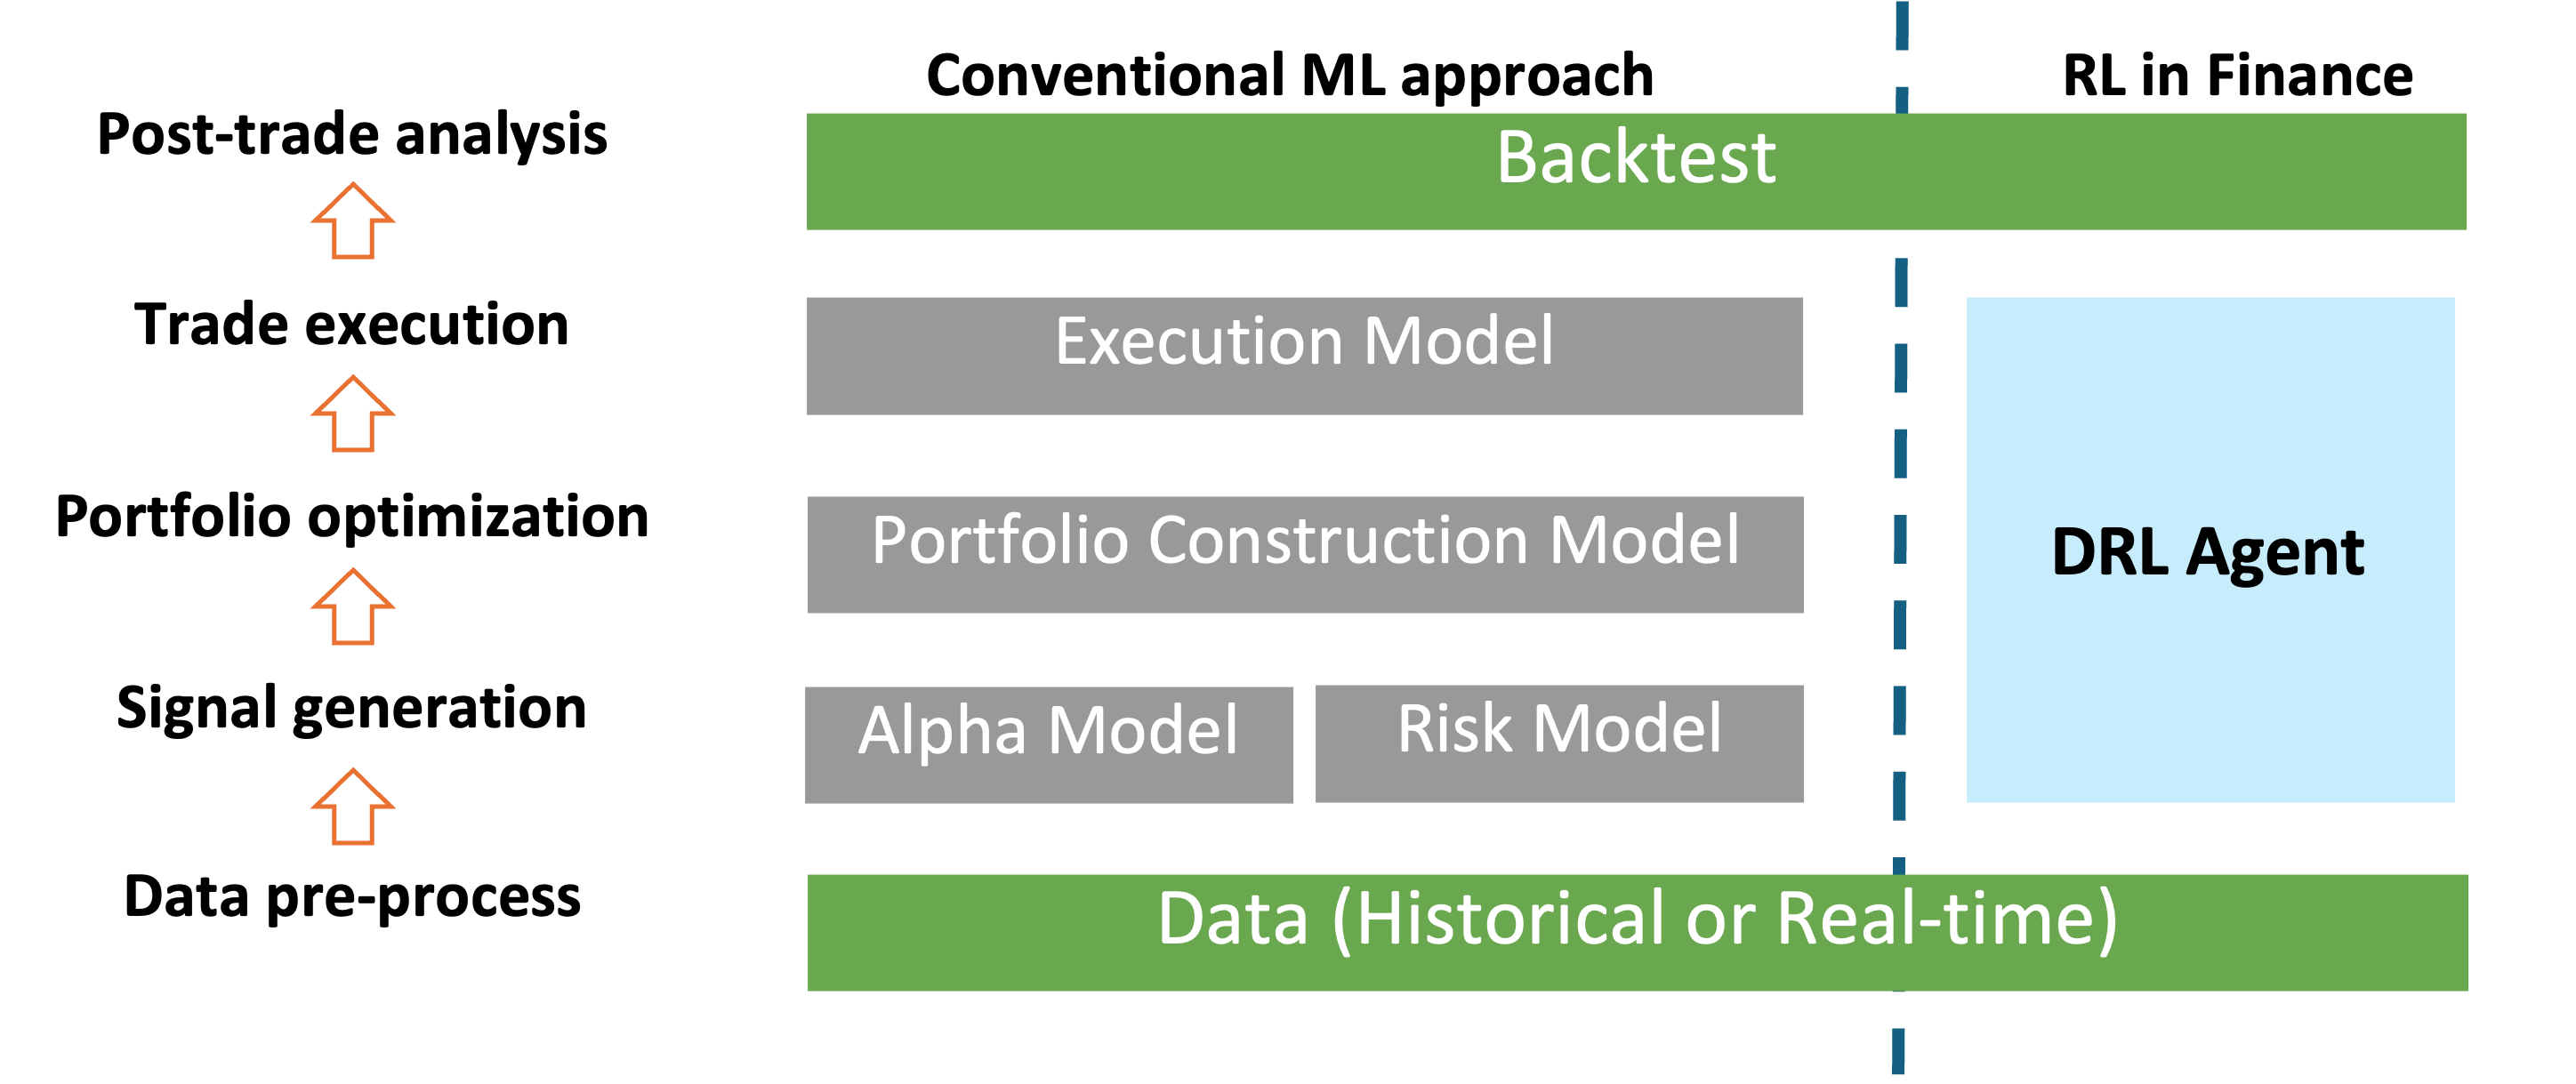 Conventional ML approach
RL in Finance
Post-trade analysis
Backtest
Trade execution
Execution Model
Portfolio optimization
Portfolio Construction Model
DRL Agent
Signal generation
Alpha Model
Risk Model
Data pre-process
Data (Historical or Real-time)